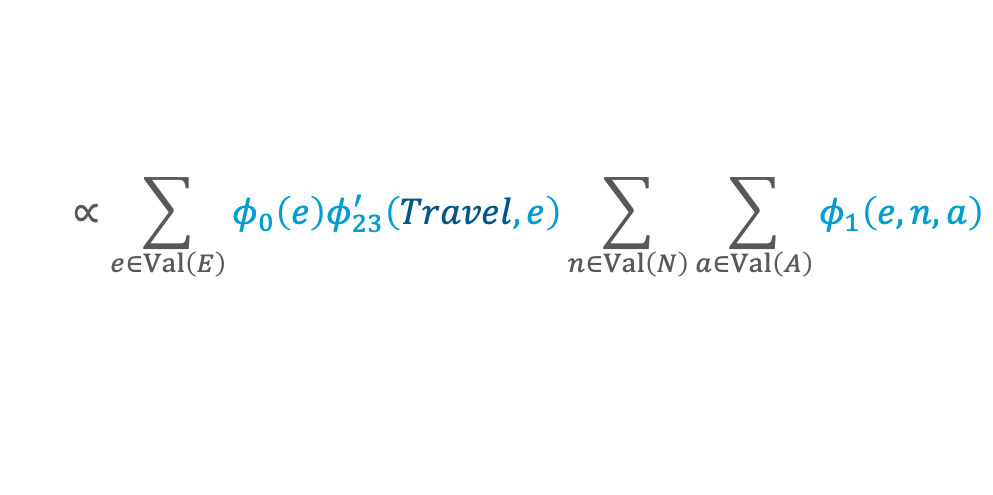 ∝ ∑ e∈Val(E) ϕ₀(e)ϕ′₂₃(Travel, e) ∑ n∈Val(N) ∑ a∈Val(A) ϕ₁(e, n, a)